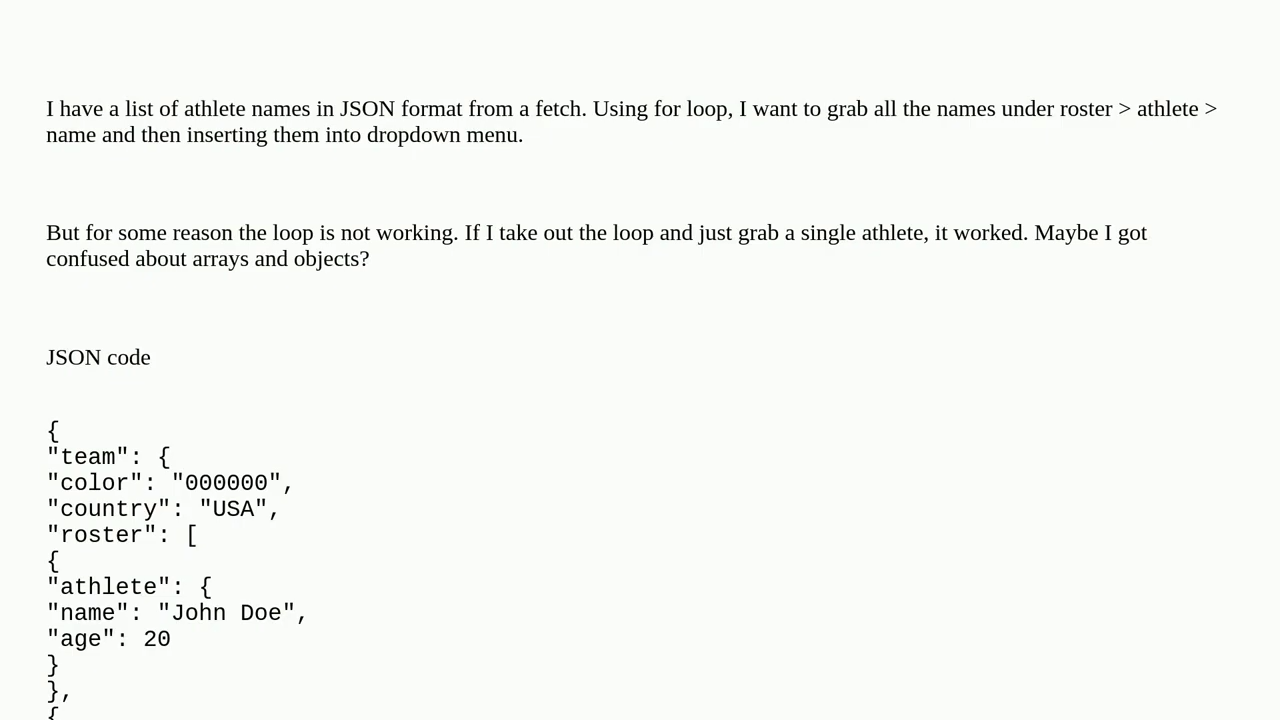 I have a list of athlete names in JSON format from a fetch. Using for loop, I want to grab all the names under roster > athlete >
name and then inserting them into dropdown menu.
But for some reason the loop is not working. If I take out the loop and just grab a single athlete, it worked. Maybe I got
confused about arrays and objects?
JSON code
{
"team": {
"color": "000000",
"country": "USA",
"roster": [
{
"athlete": {
"name": "John Doe",
"age": 20
}
},
{